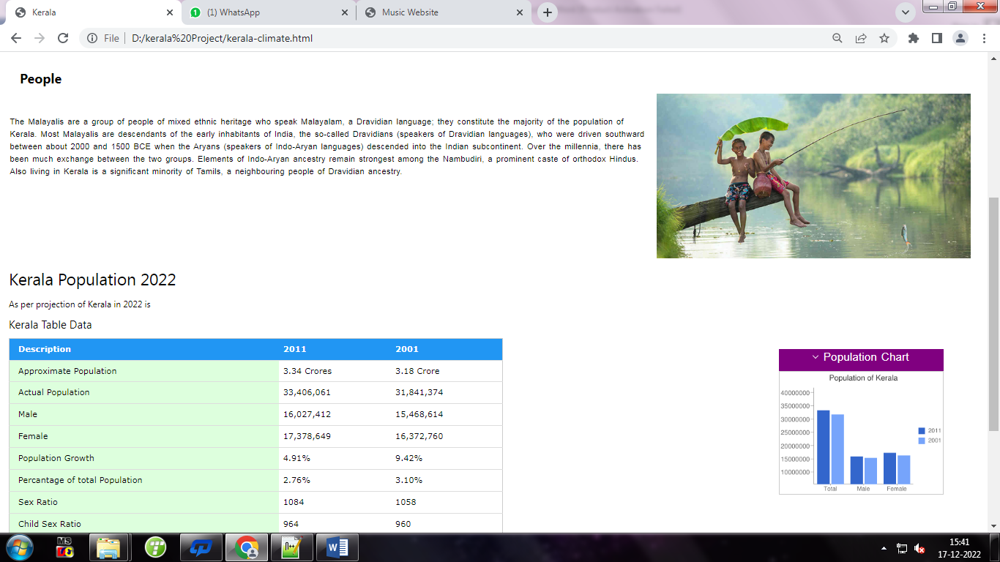 Kerala
(1) WhatsApp
Music Website
File
D:/kerala%20Project/kerala-climate.html
People
The Malayalis are a group of people of mixed ethnic heritage who speak Malayalam, a Dravidian language; they constitute the majority of the population of
Kerala. Most Malayalis are descendants of the early inhabitants of India, the so-called Dravidians (speakers of Dravidian languages), who were driven southward
between about 2000 and 1500 BCE when the Aryans (speakers of Indo-Aryan languages) descended into the Indian subcontinent. Over the millennia, there has
been much exchange between the two groups. Elements of Indo-Aryan ancestry remain strongest among the Nambudiri, a prominent caste of orthodox Hindus.
Also living in Kerala is a significant minority of Tamils, a neighbouring people of Dravidian ancestry.
Kerala Population 2022
As per projection of Kerala in 2022 is
Kerala Table Data
Description 2011 2001
Approximate Population 3.34 Crores 3.18 Crore
Actual Population 33,406,061 31,841,374
Male 16,027,412 15,468,614
Female 17,378,649 16,372,760
Population Growth 4.91% 9.42%
Percantage of total Population 2.76% 3.10%
Sex Ratio 1084 1058
Child Sex Ratio 964 960
Population Chart
Population of Kerala
40000000
35000000
30000000
25000000
20000000
15000000
10000000
2011
2001
Total Male Female
MS
n++
W
15:41
17-12-2022